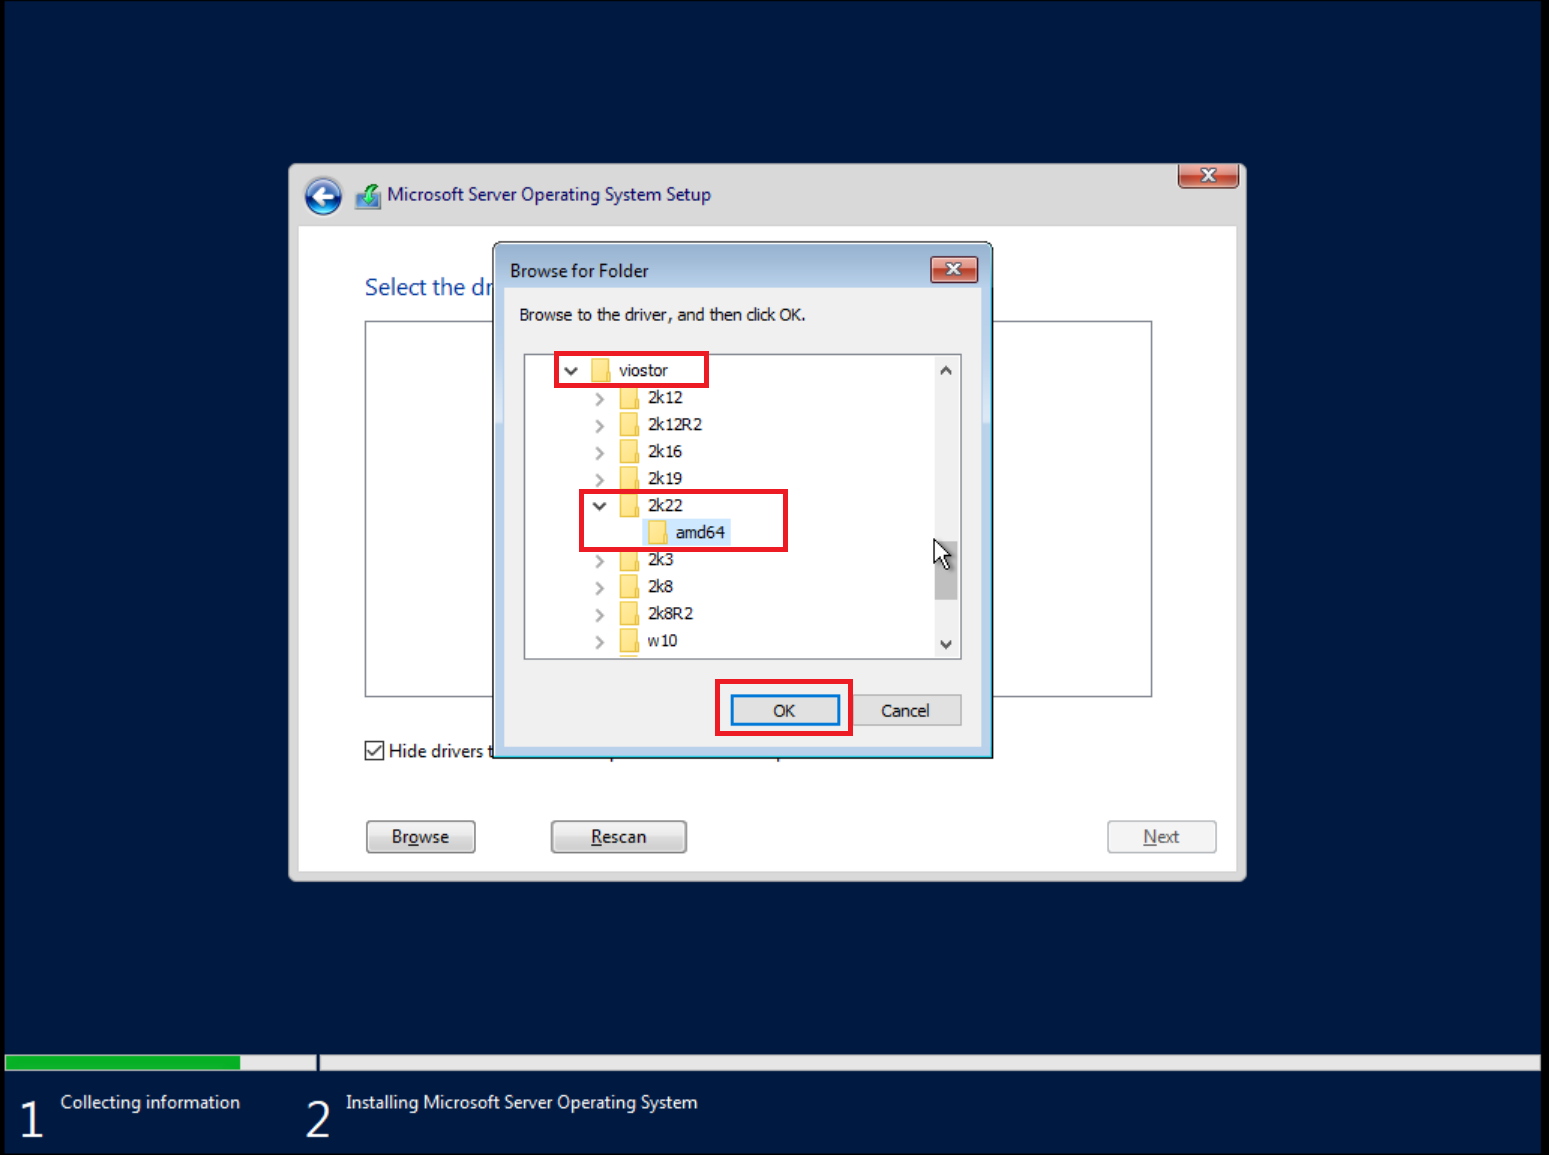 Microsoft Server Operating System Setup
Select the dr
Browse for Folder
Browse to the driver, and then click OK.
viostor
2k12
2k12R2
2k16
2k19
2k22
amd64
2k3
2k8
2k8R2
w10
OK Cancel
Hide drivers t
Browse Rescan Next
1 Collecting information 2 Installing Microsoft Server Operating System